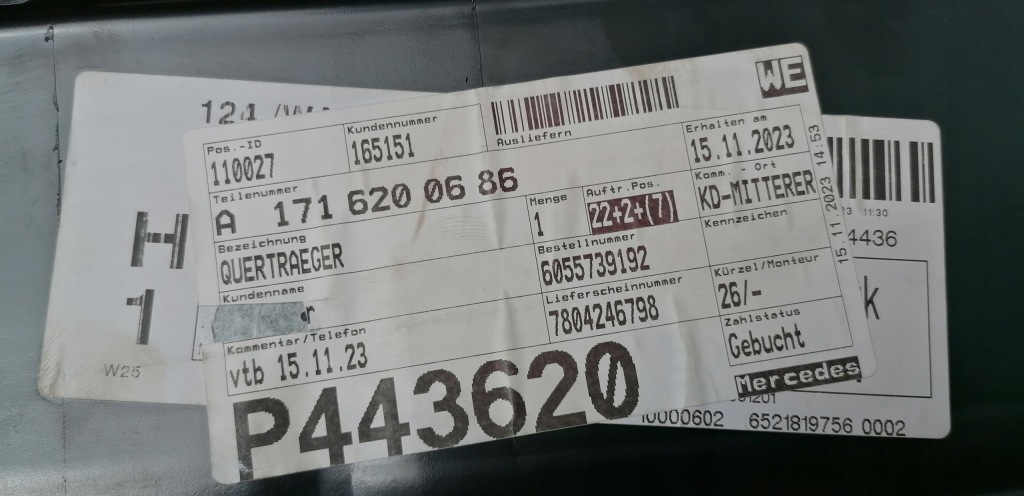 124 /W
H
1
W25
WE
Ausliefern
Pos.-ID
110027
Kundennummer
165151
Erhalten am
15.11.2023
Teilenummer
A 171 620 06 86
Menge
1
Auftr.Pos.
22+2+(7)
Komm. - Ort
KD-MITTERER
Bezeichnung
QUERTRAEGER
Bestellnummer
6055739192
Kennzeichen
Kundenname
r
Lieferscheinnummer
7804246798
Kürzel/Monteur
26/-
Kommentar/Telefon
vtb 15.11.23
Zahlstatus
Gebucht
P443620
Mercedes
15.11.2023 14:53
23 11:30
4436
k
10000602 6521819756 0002